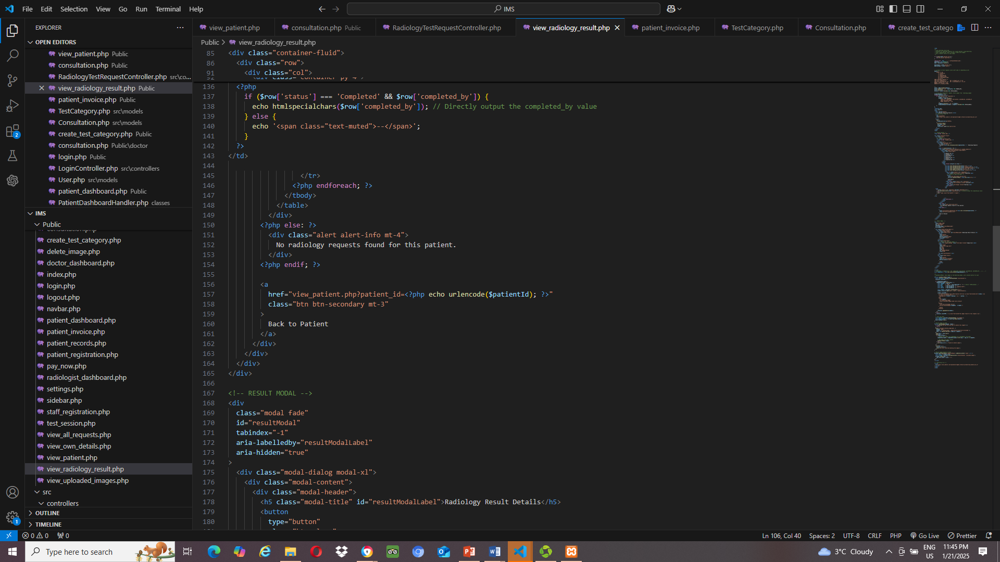 File Edit Selection View Go Run Terminal Help
IMS
EXPLORER
OPEN EDITORS
view_patient.php Public
consultation.php Public
RadiologyTestRequestController.php src\co...
view_radiology_result.php Public
patient_invoice.php Public
TestCategory.php src\models
Consultation.php src\models
create_test_category.php Public
consultation.php Public\doctor
login.php Public
LoginController.php src\controllers
User.php src\models
patient_dashboard.php Public
PatientDashboardHandler.php classes
IMS
Public
consultation.php
create_test_category.php
delete_image.php
doctor_dashboard.php
index.php
login.php
logout.php
navbar.php
patient_dashboard.php
patient_invoice.php
patient_records.php
patient_registration.php
pay_now.php
radiologist_dashboard.php
settings.php
sidebar.php
staff_registration.php
test_session.php
view_all_requests.php
view_own_details.php
view_patient.php
view_radiology_result.php
view_uploaded_images.php
src
controllers
OUTLINE
TIMELINE
view_patient.php consultation.php Public RadiologyTestRequestController.php view_radiology_result.php patient_invoice.php TestCategory.php Consultation.php create_test_catego
Public > view_radiology_result.php
85 <div class="container-fluid">
86 <div class="row">
91 <div class="col">
92 <div class="container py-4">
136 <?php
137 if ($row['status'] === 'Completed' && $row['completed_by']) {
138 echo htmlspecialchars($row['completed_by']); // Directly output the completed_by value
139 } else {
140 echo '<span class="text-muted">--</span>';
141 }
142 ?>
143 </td>
144
145 </tr>
146 <?php endforeach; ?>
147 </tbody>
148 </table>
149 </div>
150 <?php else: ?>
151 <div class="alert alert-info mt-4">
152 No radiology requests found for this patient.
153 </div>
154 <?php endif; ?>
155
156 <a
157 href="view_patient.php?patient_id=<?php echo urlencode($patientId); ?>"
158 class="btn btn-secondary mt-3"
159 >
160 Back to Patient
161 </a>
162 </div>
163 </div>
164 </div>
165 </div>
166
167 <!-- RESULT MODAL -->
168 <div
169 class="modal fade"
170 id="resultModal"
171 tabindex="-1"
172 aria-labelledby="resultModalLabel"
173 aria-hidden="true"
174 >
175 <div class="modal-dialog modal-xl">
176 <div class="modal-content">
177 <div class="modal-header">
178 <h5 class="modal-title" id="resultModalLabel">Radiology Result Details</h5>
179 <button
180 type="button"
2
1
0 0 0
Ln 106, Col 40 Spaces: 2 UTF-8 CRLF PHP Go Live Prettier
Type here to search
3°C Cloudy
ENG
US
11:45 PM
1/21/2025